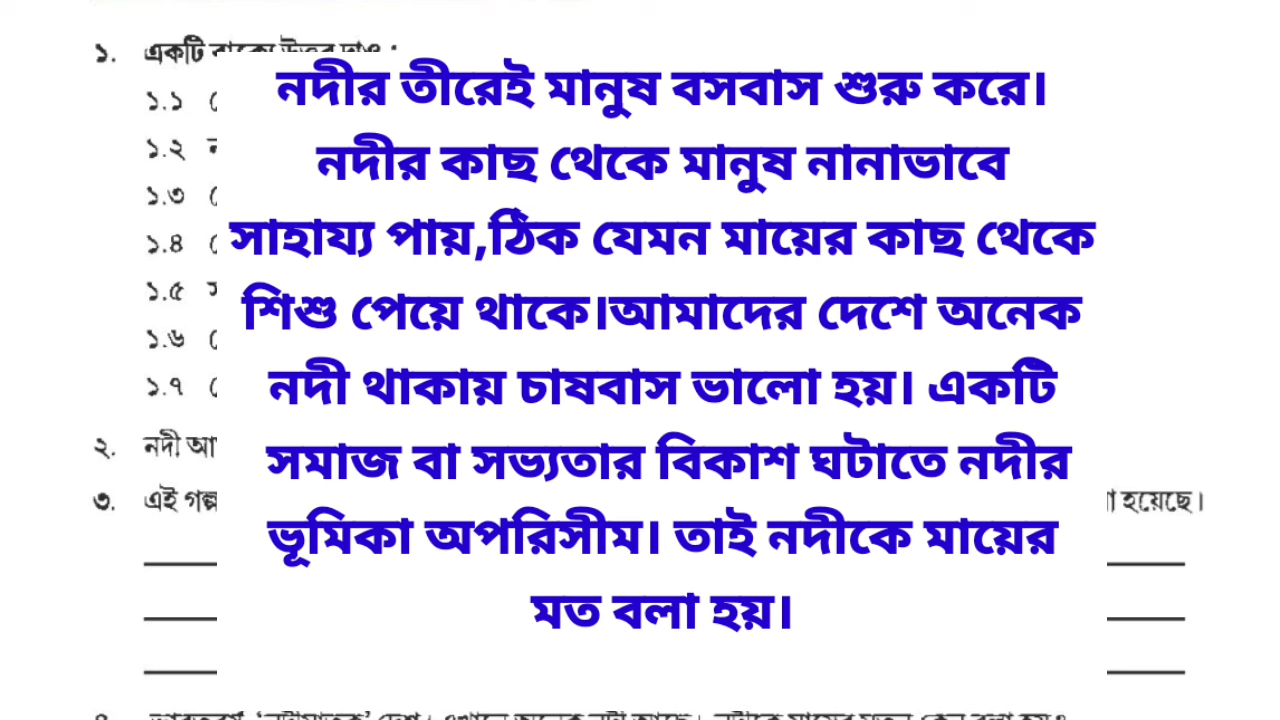 ১. একটি বাক্যে উত্তর দাও :
নদীর তীরেই মানুষ বসবাস শুরু করে।
১.১
নদীর কাছ থেকে মানুষ নানাভাবে
১.২
১.৩
সাহায্য পায়,ঠিক যেমন মায়ের কাছ থেকে
১.৪
শিশু পেয়ে থাকে।আমাদের দেশে অনেক
১.৫
১.৬
নদী থাকায় চাষবাস ভালো হয়। একটি
১.৭
সমাজ বা সভ্যতার বিকাশ ঘটাতে নদীর
২. নদী
৩. এই গল্প হয়েছে।
ভূমিকা অপরিসীম। তাই নদীকে মায়ের
মত বলা হয়।